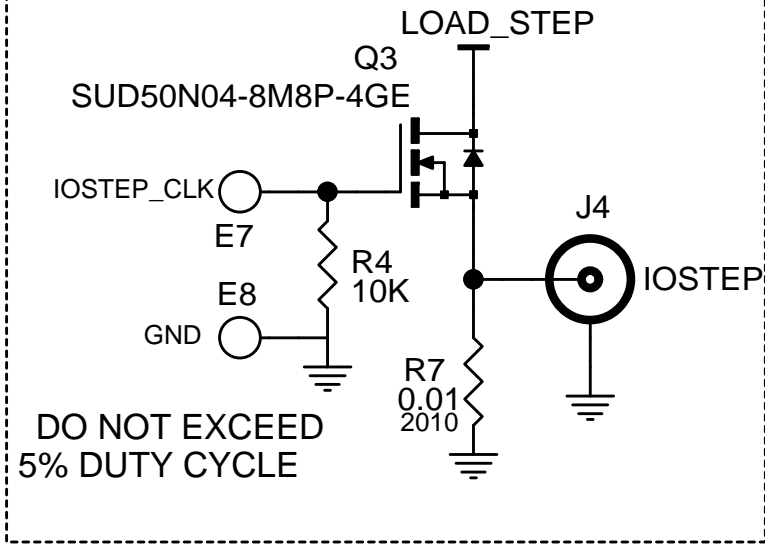 LOAD_STEP
Q3
SUD50N04-8M8P-4GE
IOSTEP_CLK
E7
J4
IOSTEP
R4
10K
E8
GND
R7
0.01
2010
DO NOT EXCEED
5% DUTY CYCLE